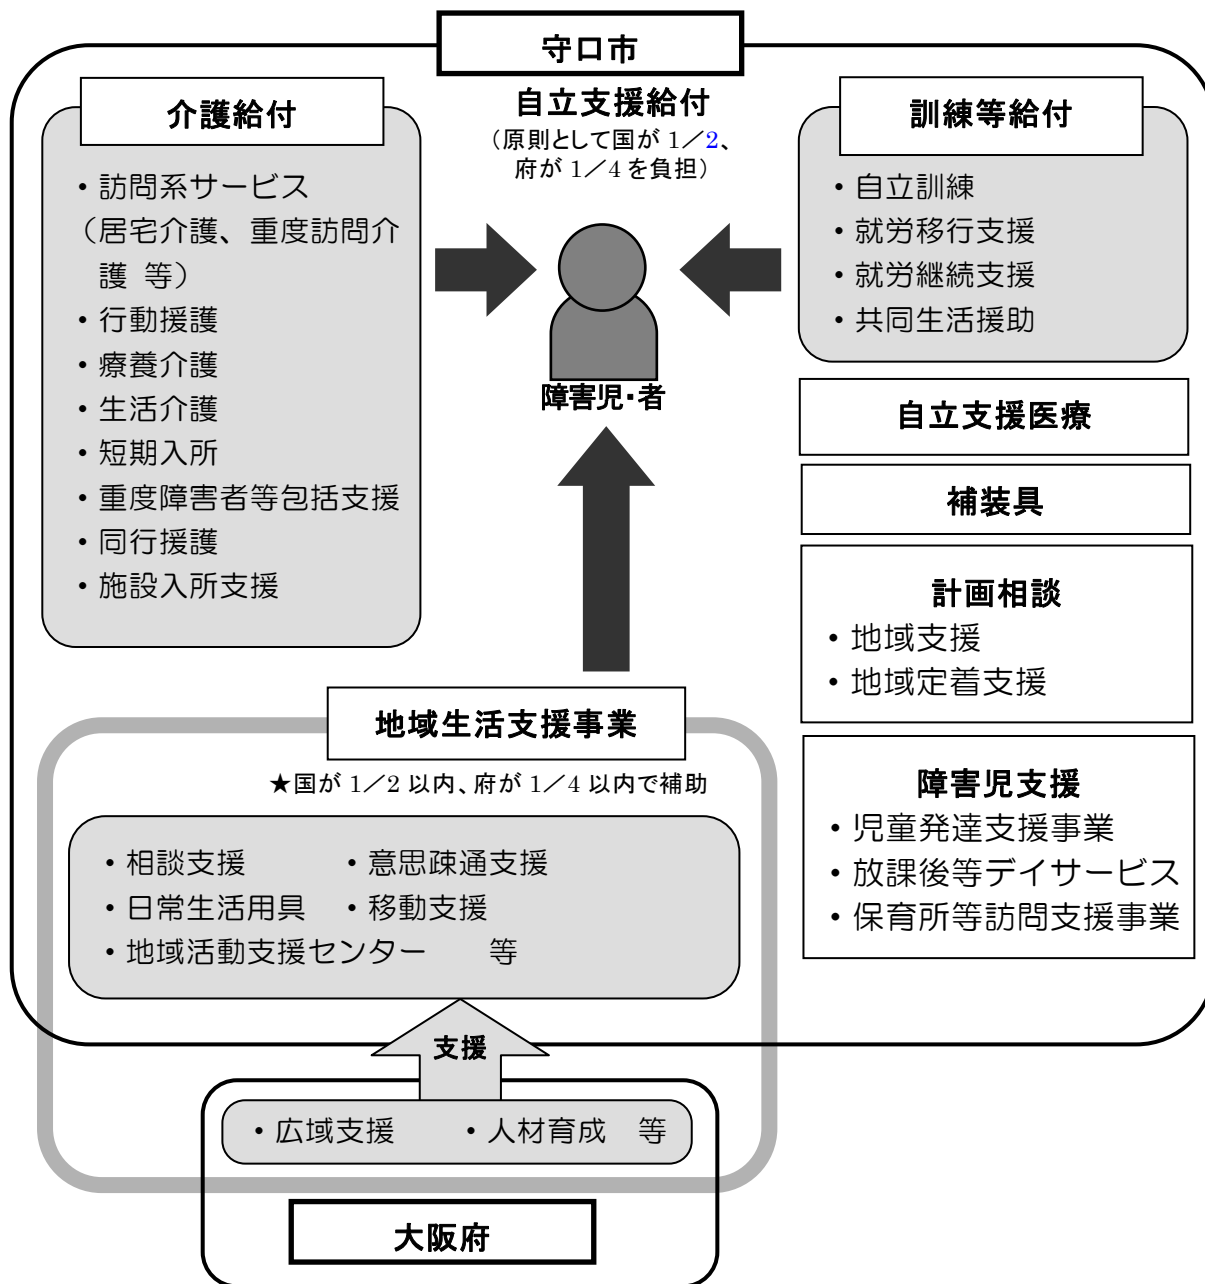 守口市
自立支援給付
(原則として国が 1／2、
府が 1／4 を負担)
介護給付
・訪問系サービス
（居宅介護、重度訪問介
護 等）
・行動援護
・療養介護
・生活介護
・短期入所
・重度障害者等包括支援
・同行援護
・施設入所支援
障害児・者
訓練等給付
・自立訓練
・就労移行支援
・就労継続支援
・共同生活援助
自立支援医療
補装具
計画相談
・地域支援
・地域定着支援
障害児支援
・児童発達支援事業
・放課後等デイサービス
・保育所等訪問支援事業
地域生活支援事業
★国が 1／2 以内、府が 1／4 以内で補助
・相談支援 ・意思疎通支援
・日常生活用具 ・移動支援
・地域活動支援センター 等
支援
・広域支援 ・人材育成 等
大阪府